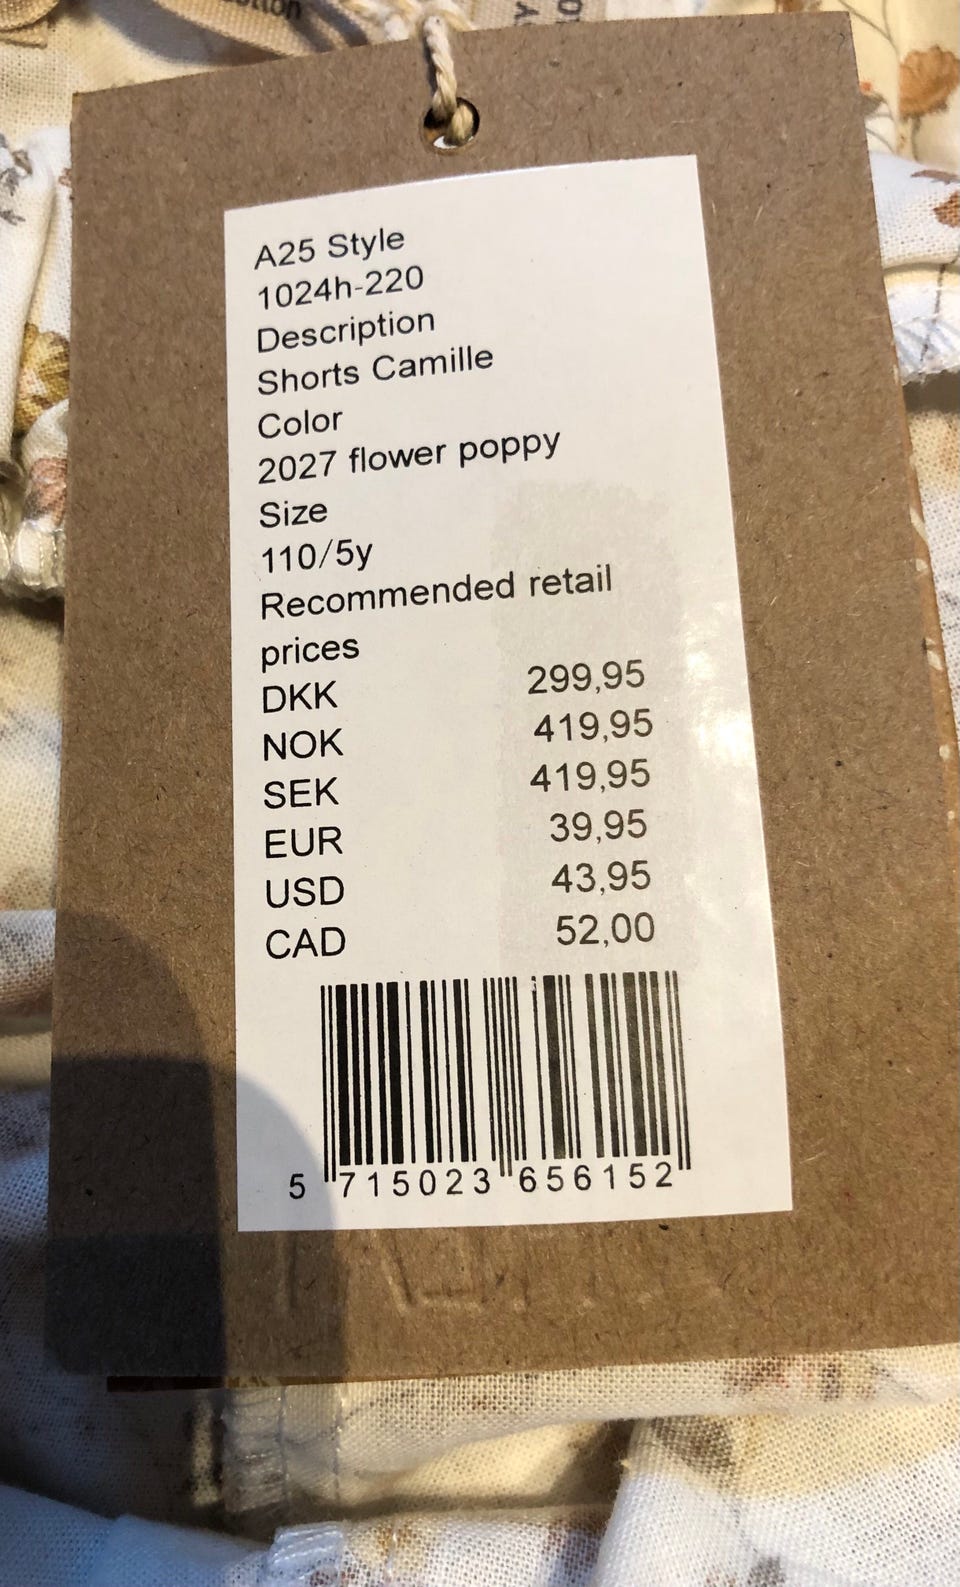 A25 Style
1024h-220
Description
Shorts Camille
Color
2027 flower poppy
Size
110/5y
Recommended retail
prices
DKK 299,95
NOK 419,95
SEK 419,95
EUR 39,95
USD 43,95
CAD 52,00
5 715023 656152